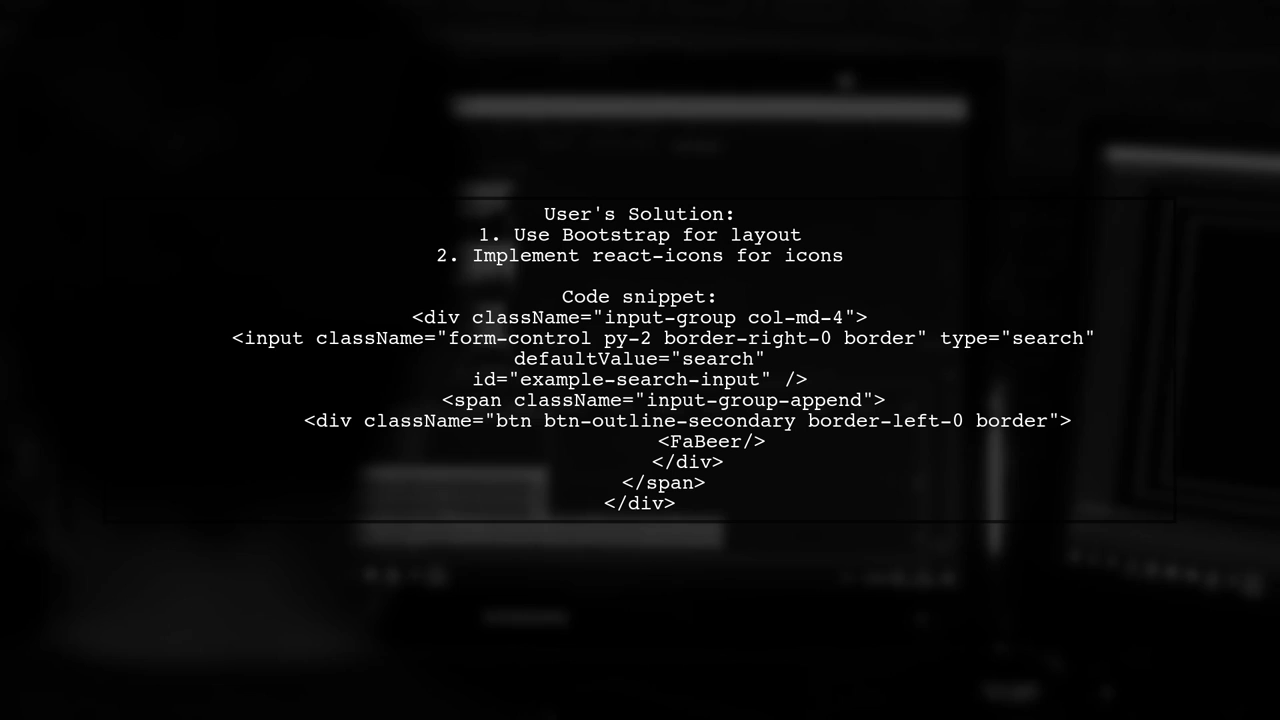 User's Solution:
1. Use Bootstrap for layout
2. Implement react-icons for icons
Code snippet:
<div className="input-group col-md-4">
<input className="form-control py-2 border-right-0 border" type="search"
defaultValue="search"
id="example-search-input" />
<span className="input-group-append">
<div className="btn btn-outline-secondary border-left-0 border">
<FaBeer/>
</div>
</span>
</div>